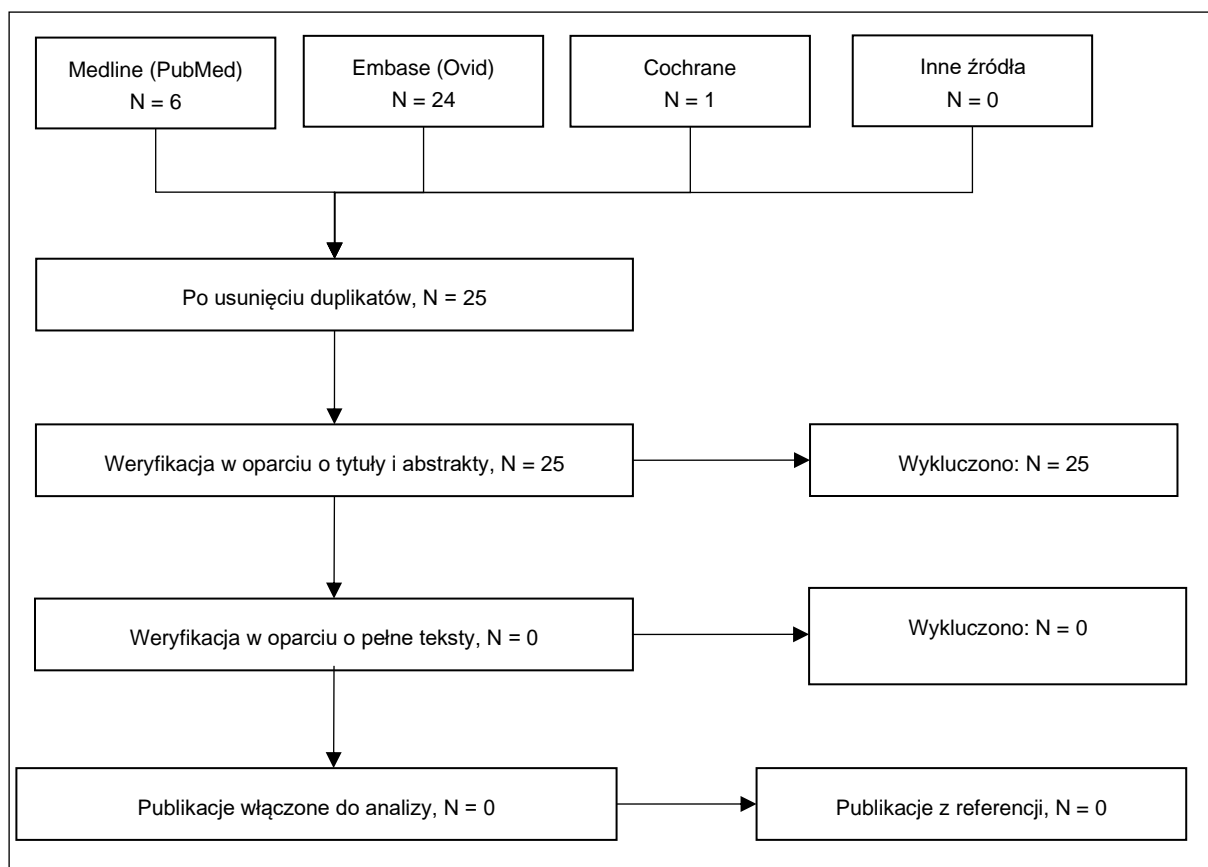 Medline (PubMed)
N = 6
Embase (Ovid)
N = 24
Cochrane
N = 1
Inne źródła
N = 0
Po usunięciu duplikatów, N = 25
Weryfikacja w oparciu o tytuły i abstrakty, N = 25
Wykluczono: N = 25
Weryfikacja w oparciu o pełne teksty, N = 0
Wykluczono: N = 0
Publikacje włączone do analizy, N = 0
Publikacje z referencji, N = 0